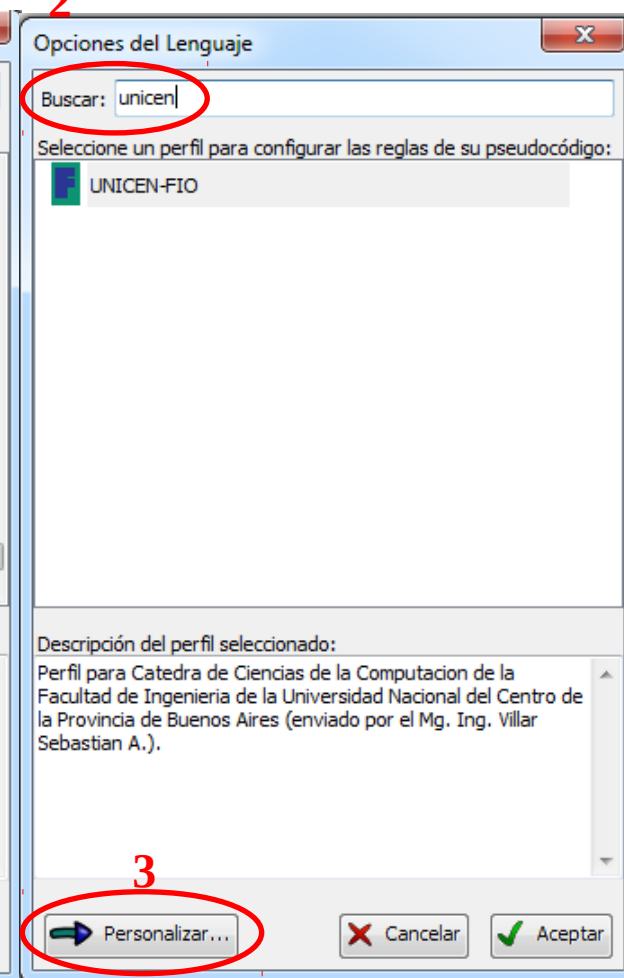 2
Opciones del Lenguaje
Buscar: unicen
Seleccione un perfil para configurar las reglas de su pseudocódigo:
UNICEN-FIO
Descripción del perfil seleccionado:
Perfil para Catedra de Ciencias de la Computacion de la
Facultad de Ingenieria de la Universidad Nacional del Centro de
la Provincia de Buenos Aires (enviado por el Mg. Ing. Villar
Sebastian A.).
3
Personalizar... Cancelar Aceptar